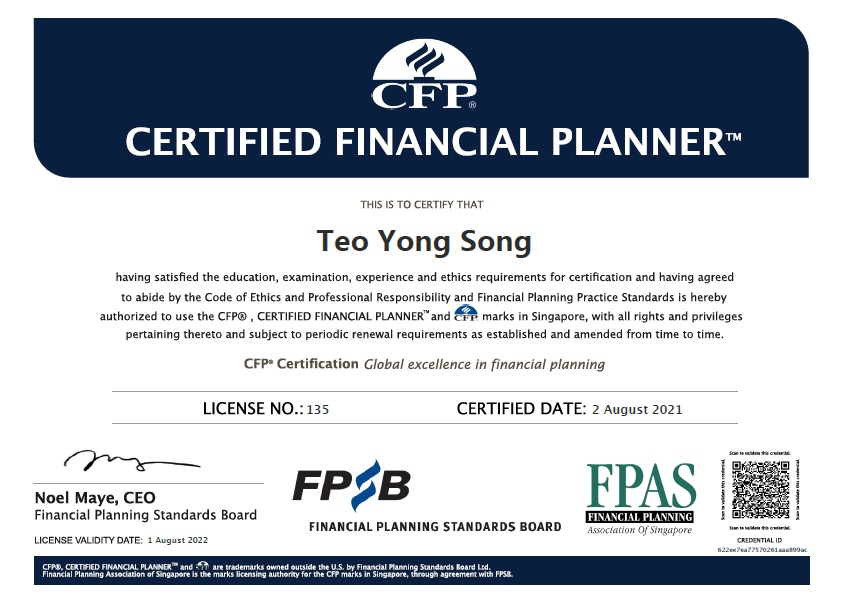 CFP®
CERTIFIED FINANCIAL PLANNER™
THIS IS TO CERTIFY THAT
Teo Yong Song
having satisfied the education, examination, experience and ethics requirements for certification and having agreed
to abide by the Code of Ethics and Professional Responsibility and Financial Planning Practice Standards is hereby
authorized to use the CFP® , CERTIFIED FINANCIAL PLANNER™ and CFP marks in Singapore, with all rights and privileges
pertaining thereto and subject to periodic renewal requirements as established and amended from time to time.
CFP® Certification Global excellence in financial planning
LICENSE NO.: 135 CERTIFIED DATE: 2 August 2021
Noel Maye, CEO
Financial Planning Standards Board
LICENSE VALIDITY DATE: 1 August 2022
FPSB
FINANCIAL PLANNING STANDARDS BOARD
FPAS
FINANCIAL PLANNING
Association Of Singapore
Scan to validate this credential.
Scan to validate this credential.
Scan to validate this credential.
Scan to validate this credential.
CREDENTIAL ID
622ee7ea77570261aaa899ac
CFP®, CERTIFIED FINANCIAL PLANNER™ and CFP are trademarks owned outside the U.S. by Financial Planning Standards Board Ltd.
Financial Planning Association of Singapore is the marks licensing authority for the CFP marks in Singapore, through agreement with FPSB.